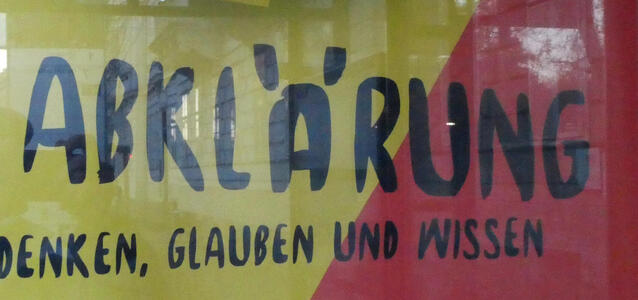 ABKLÄRUNG
DENKEN, GLAUBEN UND WISSEN